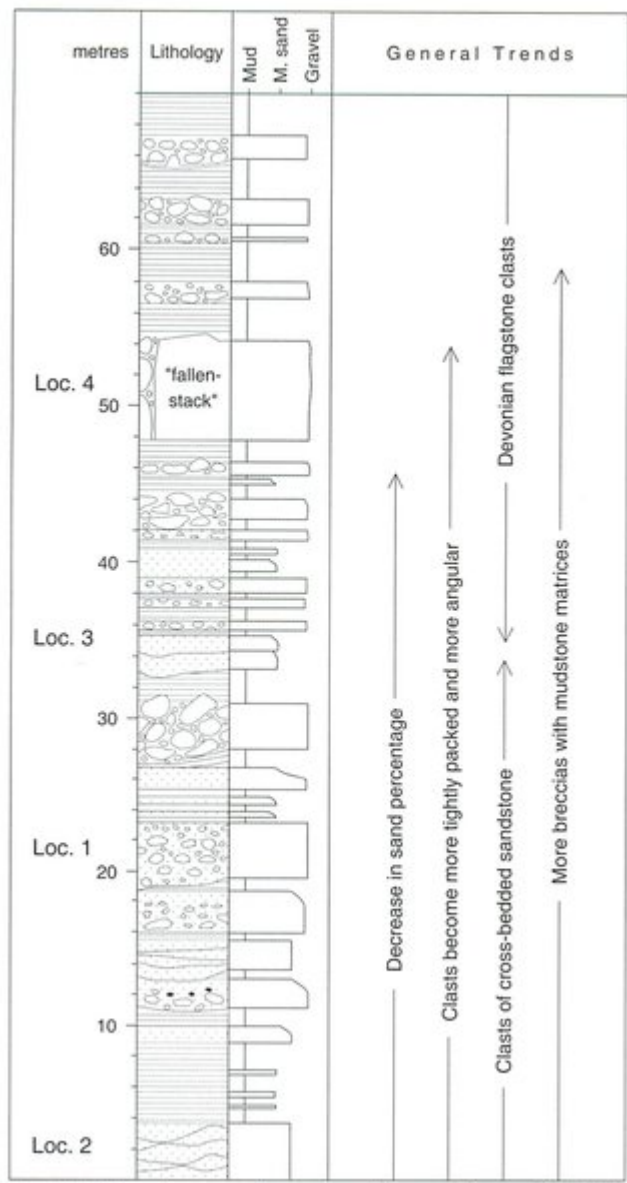 metres
Lithology
Mud
M. sand
Gravel
General Trends
60
Loc. 4
"fallen-
stack"
50
40
Loc. 3
30
Loc. 1
20
10
Loc. 2
Decrease in sand percentage
Clasts become more tightly packed and more angular
Devonian flagstone clasts
Clasts of cross-bedded sandstone
More breccias with mudstone matrices